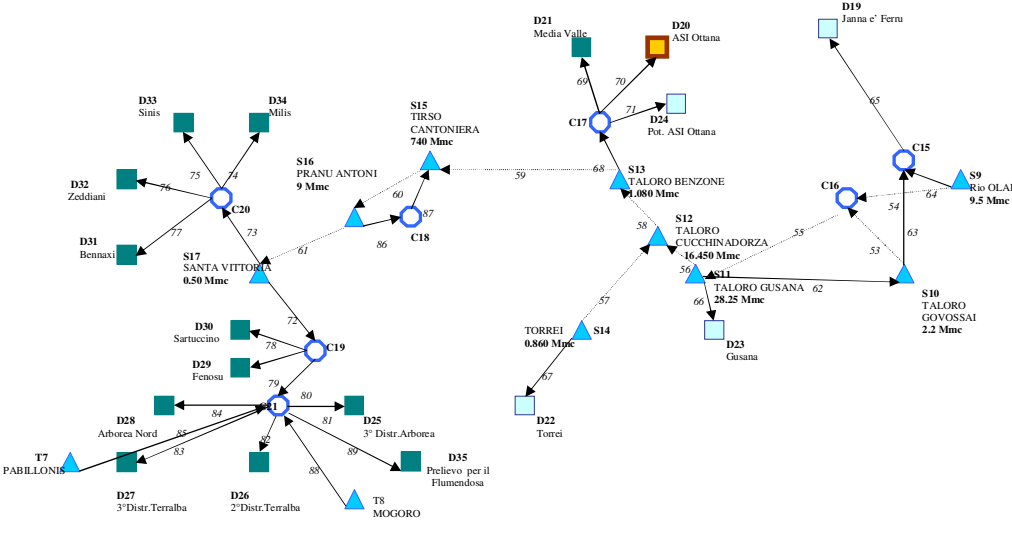 D19
Janna e' Ferru
D21
Media Valle
D20
ASI Ottana
69
70
71
D24
Pot. ASI Ottana
C17
65
D33
Sinis
D34
Milis
S15
TIRSO
CANTONIERA
740 Mmc
S16
PRANU ANTONI
9 Mmc
C15
68
S13
TALORO BENZONE
1.080 Mmc
59
S9
Rio OLAI
9.5 Mmc
64
C16
54
D32
Zeddiani
76
75
74
C20
60
87
C18
86
58
S12
TALORO
CUCCHINADORZA
16.450 Mmc
55
53
63
D31
Bennaxi
77
73
61
S17
SANTA VITTORIA
0.50 Mmc
56
S11
TALORO GUSANA
28.25 Mmc
62
S10
TALORO
GOVOSSAI
2.2 Mmc
57
66
D23
Gusana
72
D30
Sartuccino
78
C19
D29
Fenosu
TORREI
0.860 Mmc
S14
67
D22
Torrei
79
80
C21
84
81
D28
Arborea Nord
D25
3° Distr.Arborea
85
83
82
89
88
T7
PABILLONIS
D35
Prelievo per il
Flumendosa
D27
3°Distr.Terralba
D26
2°Distr.Terralba
T8
MOGORO